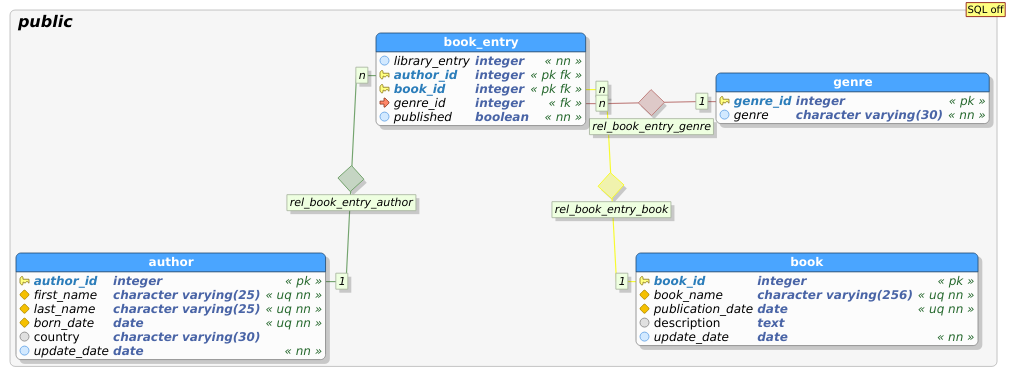 SQL off
public
book_entry
library_entry integer « nn »
author_id integer « pk fk »
book_id integer « pk fk »
genre_id integer « fk »
published boolean « nn »
n
n
n
1
genre
genre_id integer « pk »
genre character varying(30) « nn »
rel_book_entry_genre
rel_book_entry_author
rel_book_entry_book
1
1
author
author_id integer « pk »
first_name character varying(25) « uq nn »
last_name character varying(25) « uq nn »
born_date date « uq nn »
country character varying(30)
update_date date « nn »
book
book_id integer « pk »
book_name character varying(256) « uq nn »
publication_date date « uq nn »
description text
update_date date « nn »